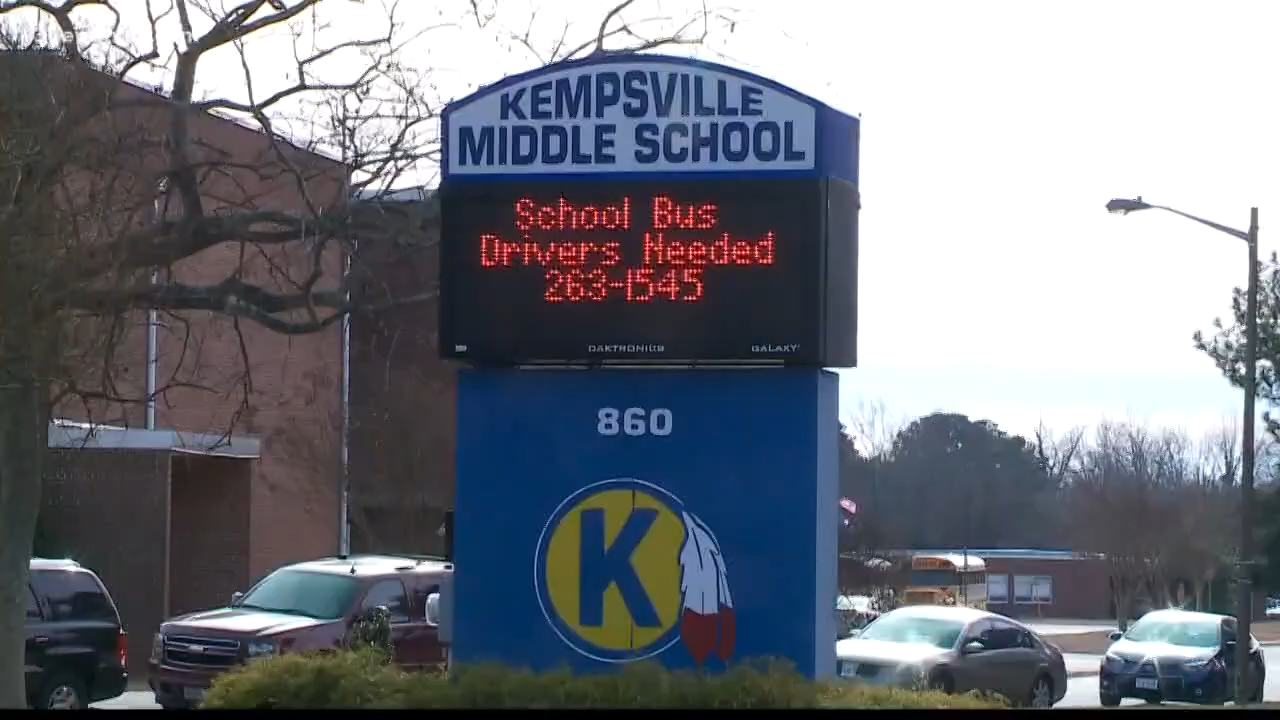 KEMPSVILLE
MIDDLE SCHOOL
School Bus
Drivers Needed
263-1545
DAKTRONICS
GALAXY
860
K